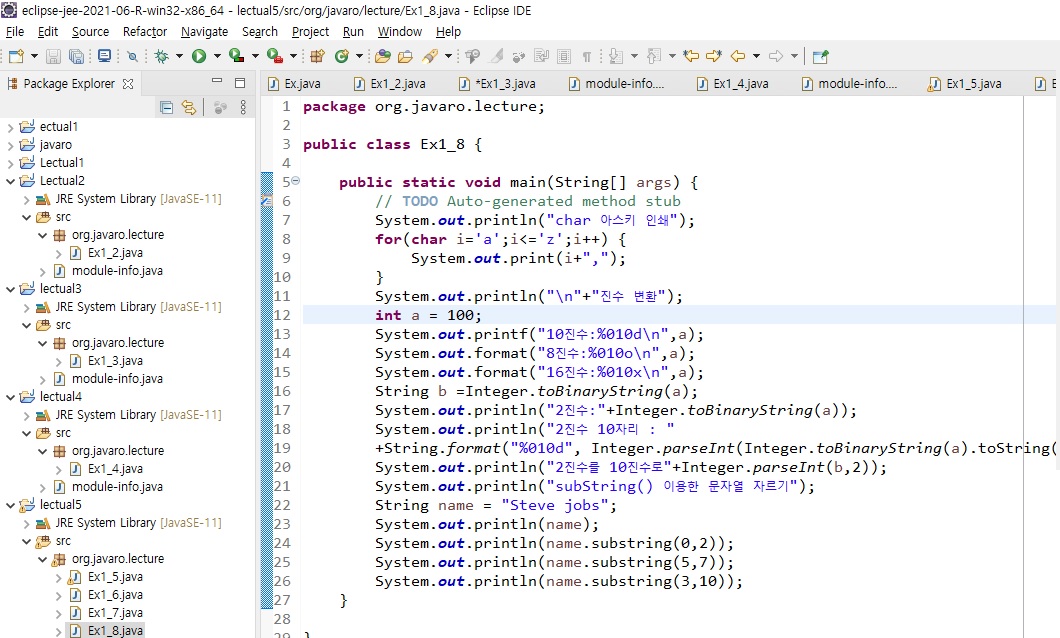 eclipse-jee-2021-06-R-win32-x86_64 - lectual5/src/org/javaro/lecture/Ex1_8.java - Eclipse IDE
File Edit Source Refactor Navigate Search Project Run Window Help
Package Explorer
Ex.java Ex1_2.java *Ex1_3.java module-info.... Ex1_4.java module-info.... Ex1_5.java
ectual1
javaro
Lectual1
Lectual2
JRE System Library [JavaSE-11]
src
org.javaro.lecture
Ex1_2.java
module-info.java
lectual3
JRE System Library [JavaSE-11]
src
org.javaro.lecture
Ex1_3.java
module-info.java
lectual4
JRE System Library [JavaSE-11]
src
org.javaro.lecture
Ex1_4.java
module-info.java
lectual5
JRE System Library [JavaSE-11]
src
org.javaro.lecture
Ex1_5.java
Ex1_6.java
Ex1_7.java
Ex1_8.java
1 package org.javaro.lecture;
2
3 public class Ex1_8 {
4
5 public static void main(String[] args) {
6 // TODO Auto-generated method stub
7 System.out.println("char 아스키 인쇄");
8 for(char i='a';i<='z';i++) {
9 System.out.print(i+",");
10 }
11 System.out.println("\n"+"진수 변환");
12 int a = 100;
13 System.out.printf("10진수:%010d\n",a);
14 System.out.format("8진수:%010o\n",a);
15 System.out.format("16진수:%010x\n",a);
16 String b =Integer.toBinaryString(a);
17 System.out.println("2진수:"+Integer.toBinaryString(a));
18 System.out.println("2진수 10자리 : "
19 +String.format("%010d", Integer.parseInt(Integer.toBinaryString(a).toString(
20 System.out.println("2진수를 10진수로"+Integer.parseInt(b,2));
21 System.out.println("subString() 이용한 문자열 자르기");
22 String name = "Steve jobs";
23 System.out.println(name);
24 System.out.println(name.substring(0,2));
25 System.out.println(name.substring(5,7));
26 System.out.println(name.substring(3,10));
27 }
28